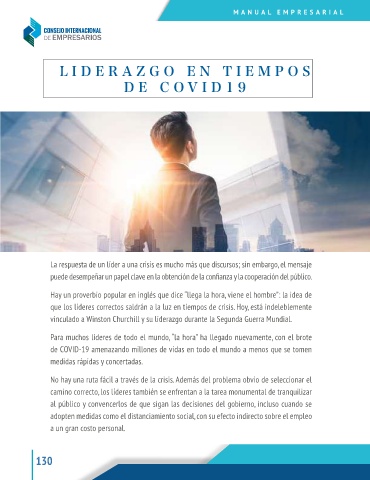 MANUAL EMPRESARIAL
CONSEJO INTERNACIONAL
DE EMPRESARIOS
LIDERAZGO EN TIEMPOS
DE COVID19
La respuesta de un líder a una crisis es mucho más que discursos; sin embargo, el mensaje
puede desempeñar un papel clave en la obtención de la confianza y la cooperación del público.
Hay un proverbio popular en inglés que dice "llega la hora, viene el hombre": la idea de
que los líderes correctos saldrán a la luz en tiempos de crisis. Hoy, está indeleblemente
vinculado a Winston Churchill y su liderazgo durante la Segunda Guerra Mundial.
Para muchos líderes de todo el mundo, "la hora" ha llegado nuevamente, con el brote
de COVID-19 amenazando millones de vidas en todo el mundo a menos que se tomen
medidas rápidas y concertadas.
No hay una ruta fácil a través de la crisis. Además del problema obvio de seleccionar el
camino correcto, los líderes también se enfrentan a la tarea monumental de tranquilizar
al público y convencerlos de que sigan las decisiones del gobierno, incluso cuando se
adopten medidas como el distanciamiento social, con su efecto indirecto sobre el empleo
a un gran costo personal.
130